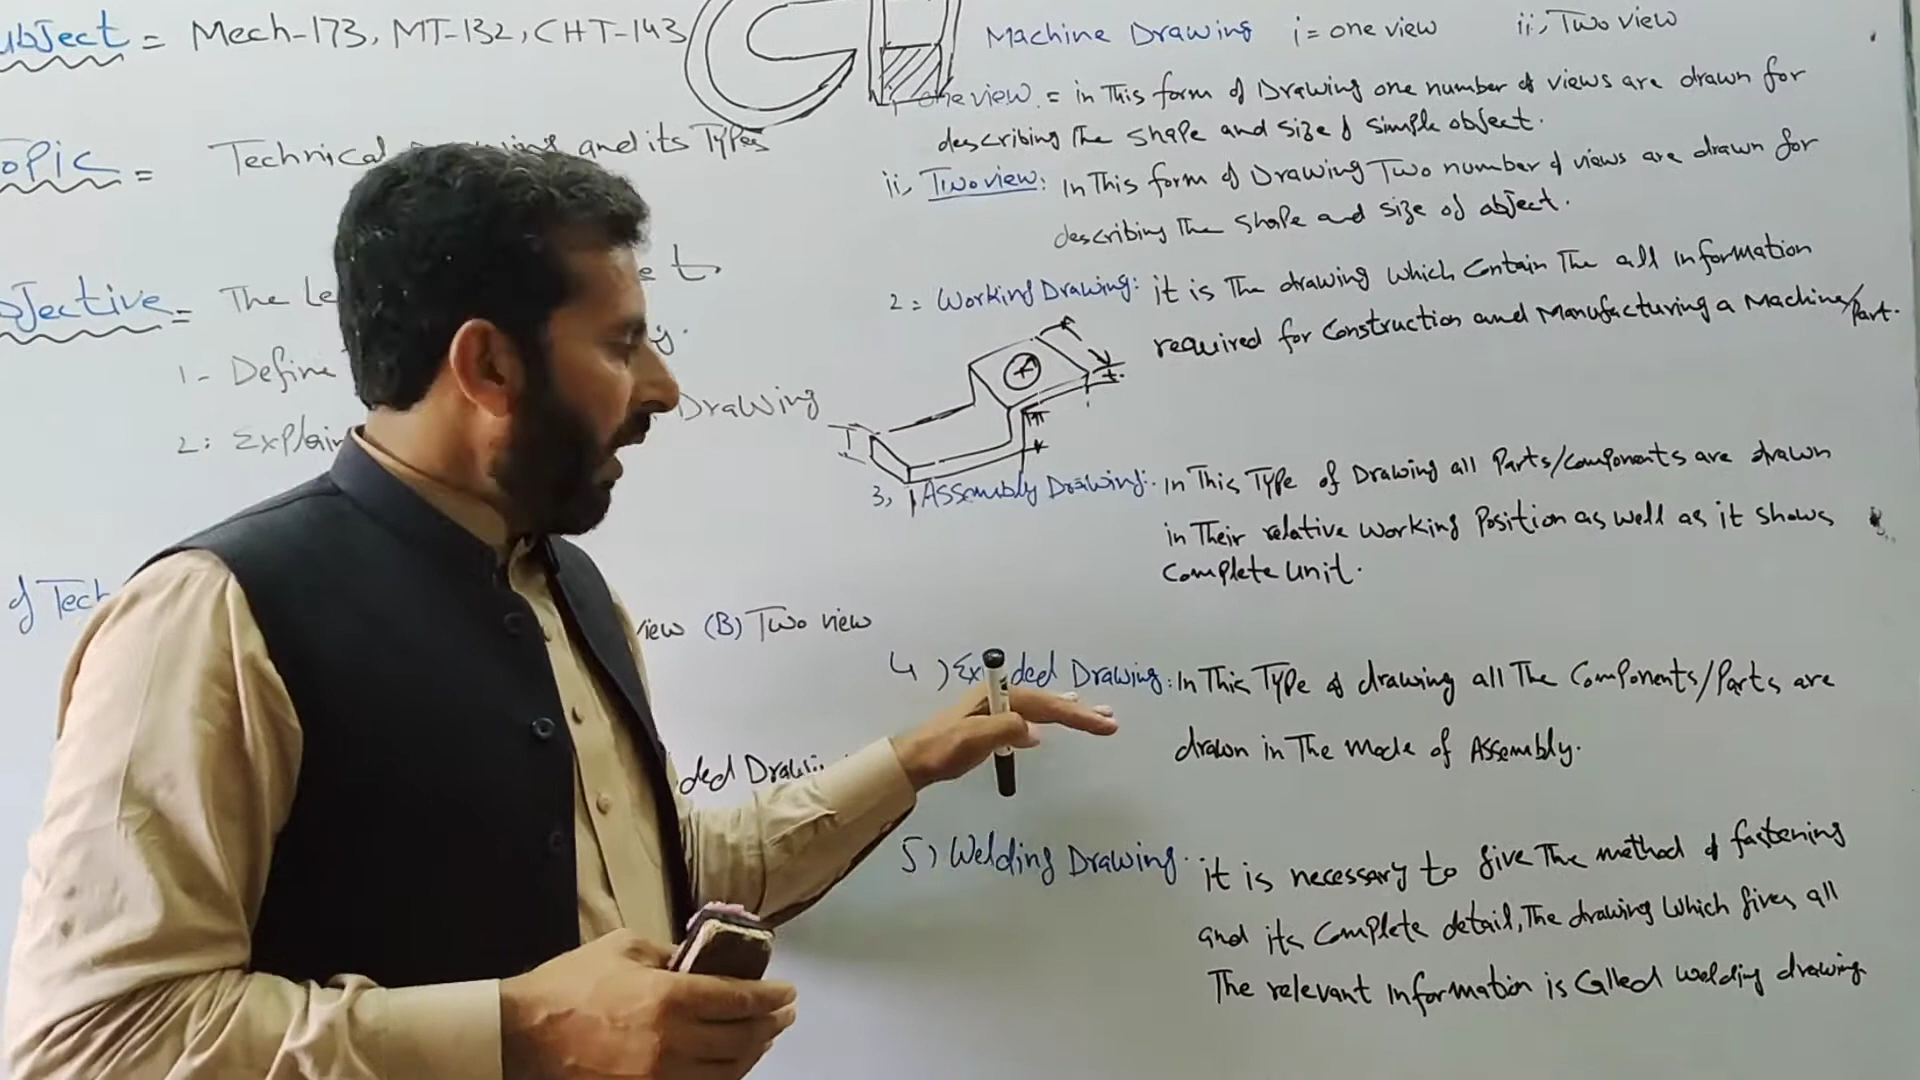 ubject = Mech-173, MT-132, CHT-143
opic = Technical and its Types
ojective = The Le
1- Define
2: Explain Drawing
of Tech view (B) Two view
ded Drawing
Machine Drawing i = one view ii, Two view
one view = in This form of Drawing one number of views are drawn for
describing The shape and size of simple object.
ii, Two view: In This form of Drawing Two number of views are drawn for
describing The shape and size of object.
2 = Working Drawing: it is The drawing which Contain The all information
required for Construction and Manufacturing a Machine/Part.
3, Assembly Drawing:- In This Type of Drawing all Parts/Components are drawn
in Their relative working Position as well as it shows
Complete Unit.
4) Ex ded Drawing: In This Type of drawing all The Components/Parts are
drawn in The mode of Assembly.
5) Welding Drawing. it is necessary to give The method of fastening
and its Complete detail, The drawing which gives all
The relevant information is Called welding drawing